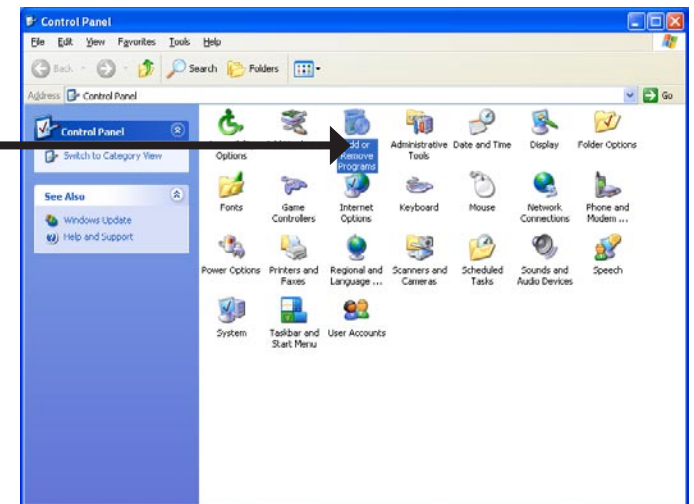 Control Panel
File Edit View Favorites Tools Help
Back Search Folders
Address Control Panel Go
Control Panel
Switch to Category View
See Also
Windows Update
Help and Support
Options
Add or
Remove
Programs
Administrative
Tools
Date and Time
Display
Folder Options
Fonts
Game
Controllers
Internet
Options
Keyboard
Mouse
Network
Connections
Phone and
Modem ...
Power Options
Printers and
Faxes
Regional and
Language ...
Scanners and
Cameras
Scheduled
Tasks
Sounds and
Audio Devices
Speech
System
Taskbar and
Start Menu
User Accounts